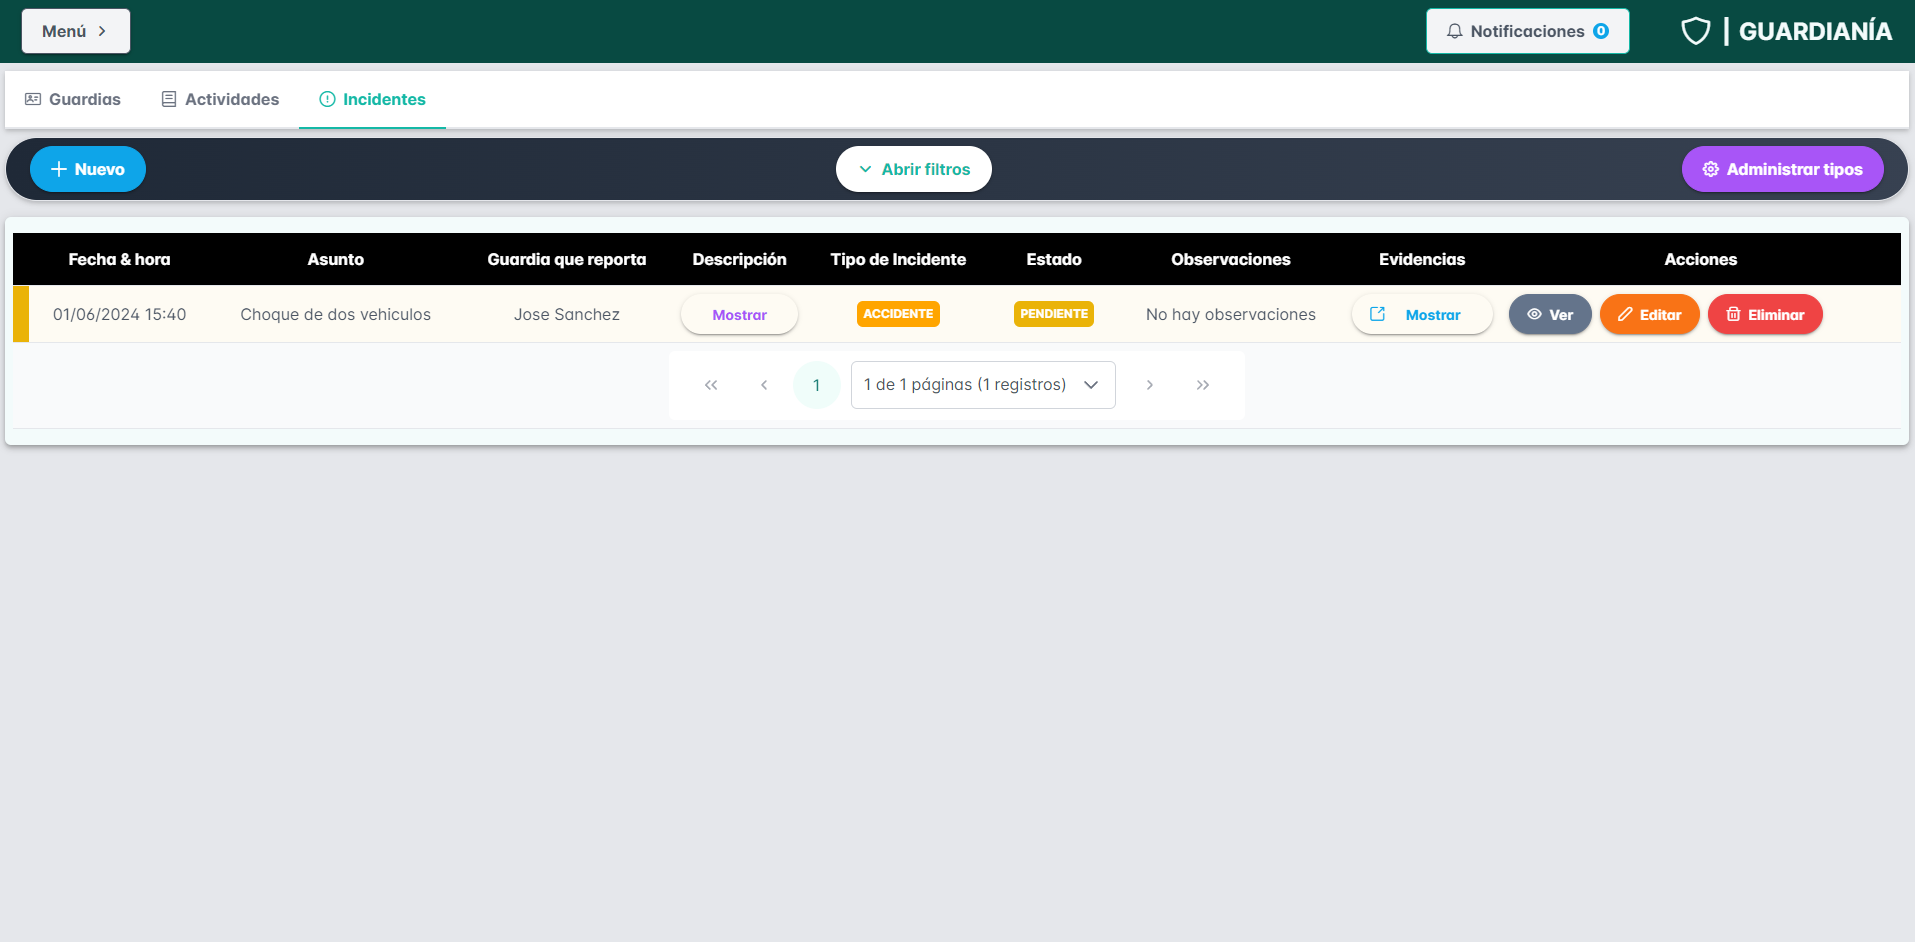 Menú
Notificaciones 0
| GUARDIANÍA
Guardias Actividades Incidentes
Nuevo Abrir filtros Administrar tipos
Fecha & hora Asunto Guardia que reporta Descripción Tipo de Incidente Estado Observaciones Evidencias Acciones
01/06/2024 15:40 Choque de dos vehiculos Jose Sanchez Mostrar ACCIDENTE PENDIENTE No hay observaciones Mostrar Ver Editar Eliminar
1 1 de 1 páginas (1 registros)